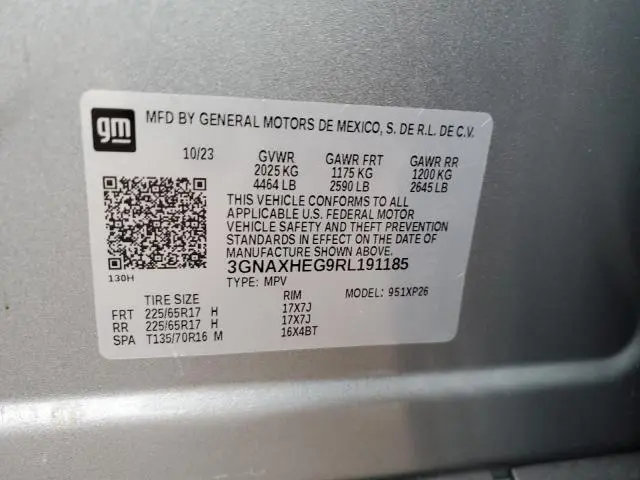 gm
MFD BY GENERAL MOTORS DE MEXICO, S. DE R.L. DE C.V.
10/23 GVWR GAWR FRT GAWR RR
2025 KG 1175 KG 1200 KG
4464 LB 2590 LB 2645 LB
THIS VEHICLE CONFORMS TO ALL
APPLICABLE U.S. FEDERAL MOTOR
VEHICLE SAFETY AND THEFT PREVENTION
STANDARDS IN EFFECT ON THE DATE OF
MANUFACTURE SHOWN ABOVE.
130H 3GNAXHEG9RL191185
TYPE: MPV MODEL: 951XP26
TIRE SIZE RIM
FRT 225/65R17 H 17X7J
RR 225/65R17 H 17X7J
SPA T135/70R16 M 16X4BT